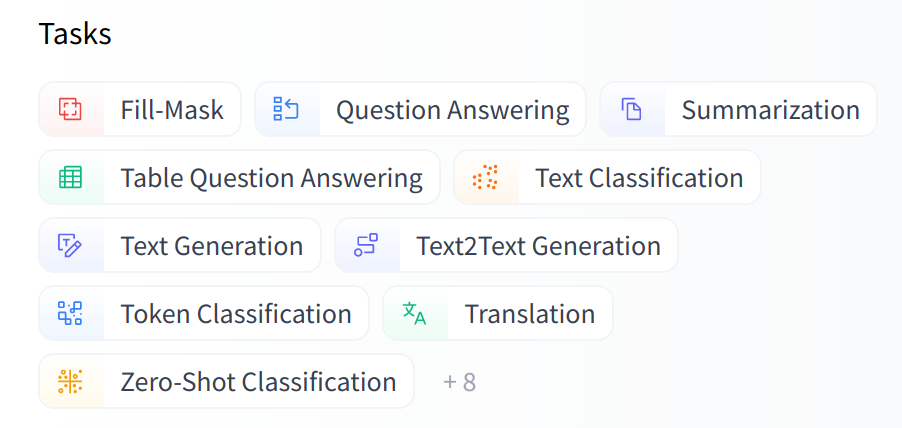 Tasks
Fill-Mask Question Answering Summarization
Table Question Answering Text Classification
Text Generation Text2Text Generation
Token Classification Translation
Zero-Shot Classification + 8